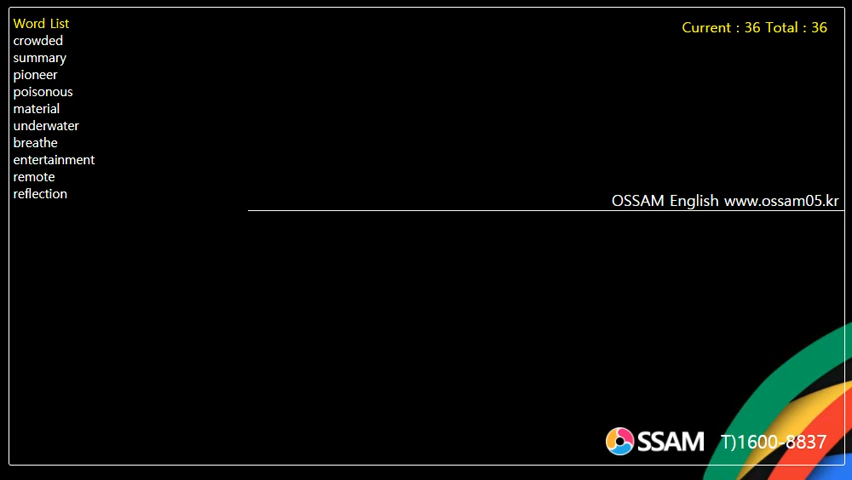 Word List
crowded
summary
pioneer
poisonous
material
underwater
breathe
entertainment
remote
reflection
Current : 36 Total : 36
OSSAM English www.ossam05.kr
OSSAM T)1600-8837